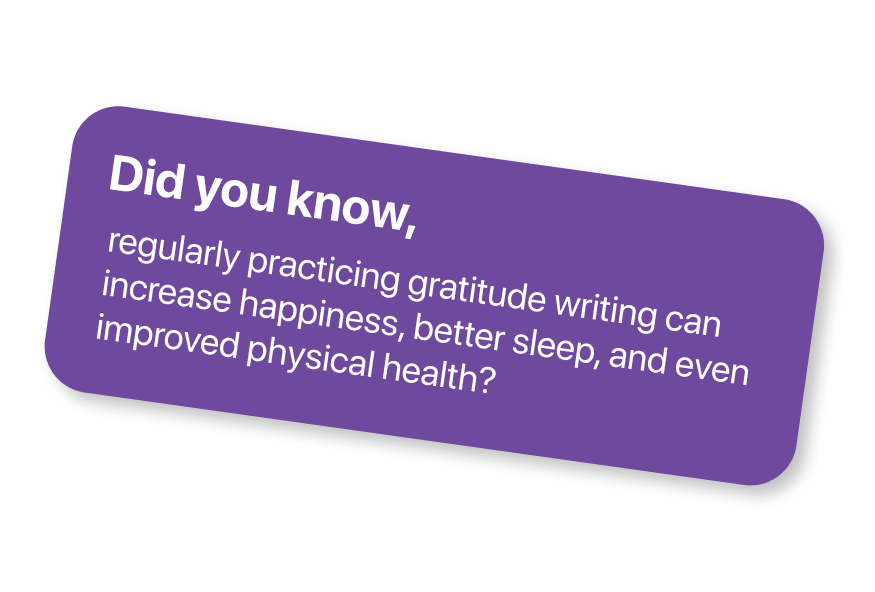 Did you know,
regularly practicing gratitude writing can
increase happiness, better sleep, and even
improved physical health?